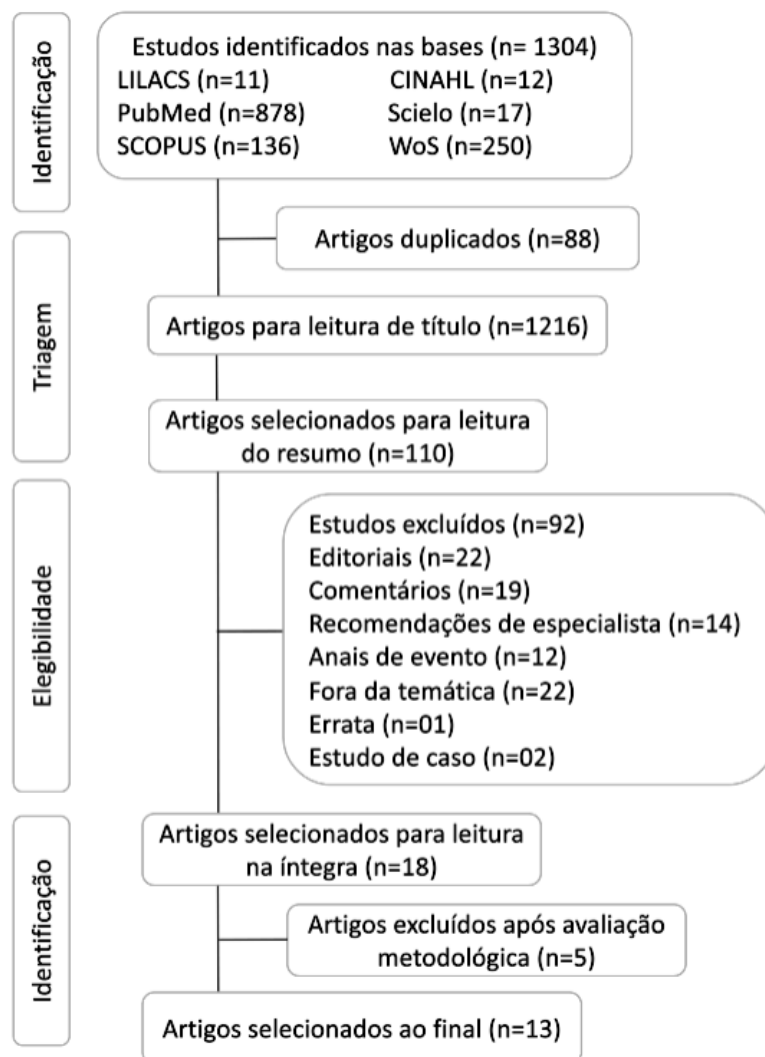 Identificação
Estudos identificados nas bases (n= 1304)
LILACS (n=11) CINAHL (n=12)
PubMed (n=878) Scielo (n=17)
SCOPUS (n=136) WoS (n=250)
Artigos duplicados (n=88)
Triagem
Artigos para leitura de título (n=1216)
Artigos selecionados para leitura
do resumo (n=110)
Elegibilidade
Estudos excluídos (n=92)
Editoriais (n=22)
Comentários (n=19)
Recomendações de especialista (n=14)
Anais de evento (n=12)
Fora da temática (n=22)
Errata (n=01)
Estudo de caso (n=02)
Identificação
Artigos selecionados para leitura
na íntegra (n=18)
Artigos excluídos após avaliação
metodológica (n=5)
Artigos selecionados ao final (n=13)